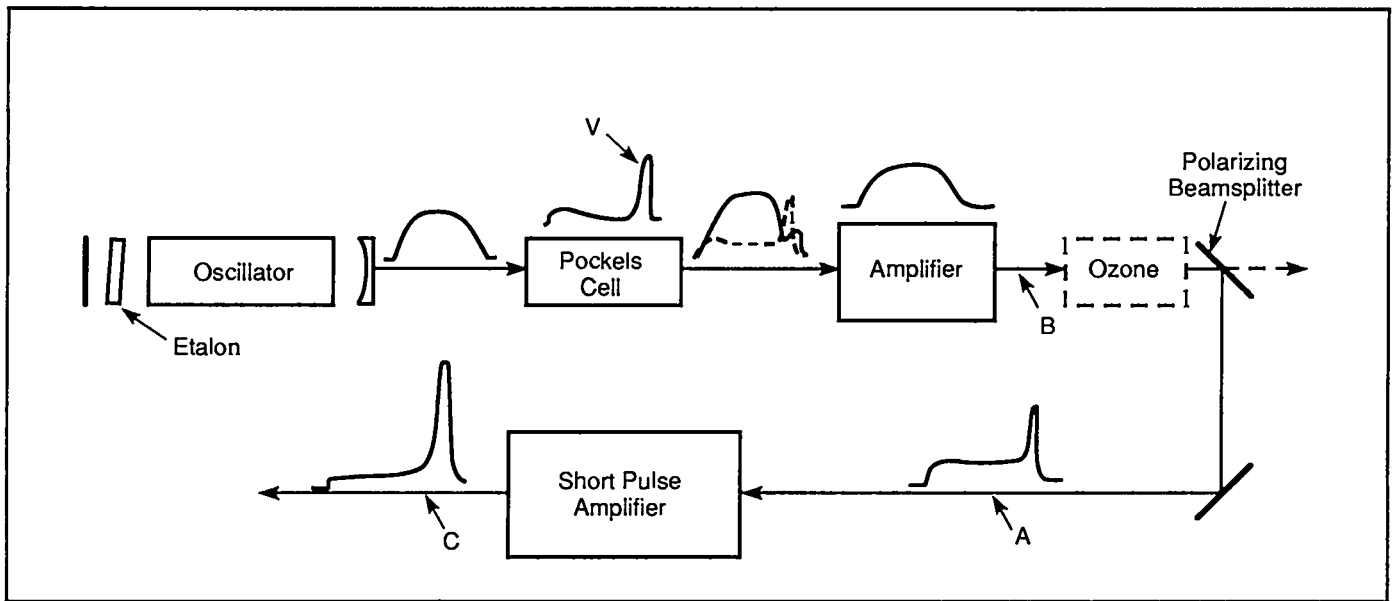 V
Polarizing
Beamsplitter
Oscillator
Pockels
Cell
Amplifier
Ozone
B
Etalon
Short Pulse
Amplifier
C
A